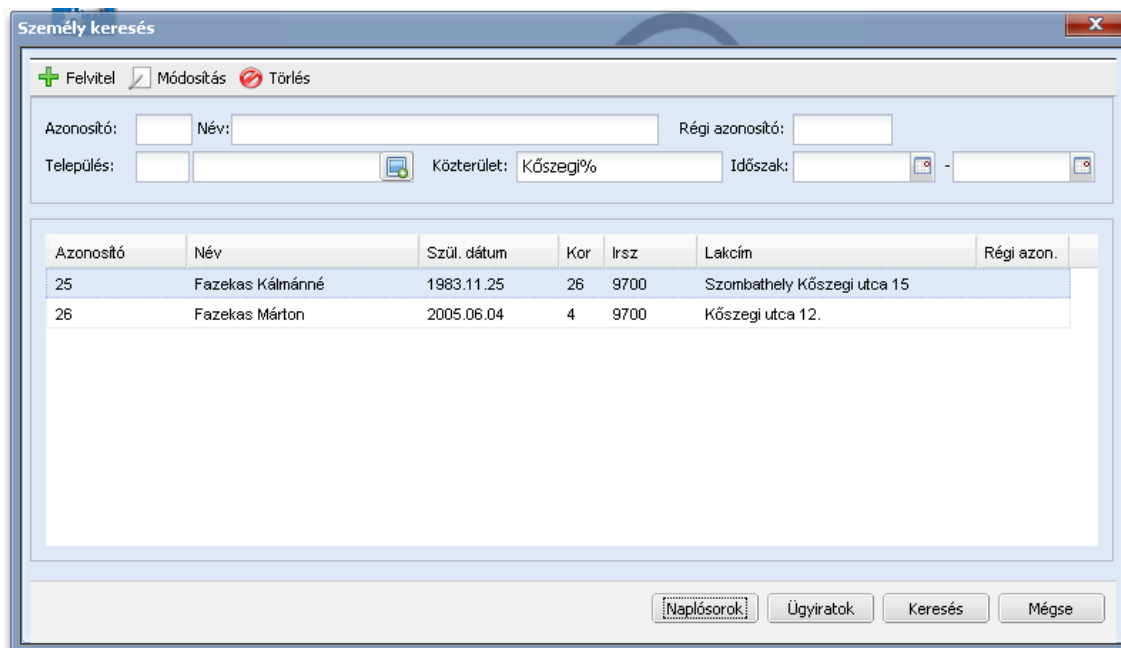 Személy keresés
Felvitel Módosítás Törlés
Azonosító: Név: Régi azonosító:
Település: Közterület: Kőszegi% Időszak: -
Azonosító Név Szül. dátum Kor Irsz Lakcím Régi azon.
25 Fazekas Kálmánné 1983.11.25 26 9700 Szombathely Kőszegi utca 15
26 Fazekas Márton 2005.06.04 4 9700 Kőszegi utca 12.
Naplósorok Ügyiratok Keresés Mégse